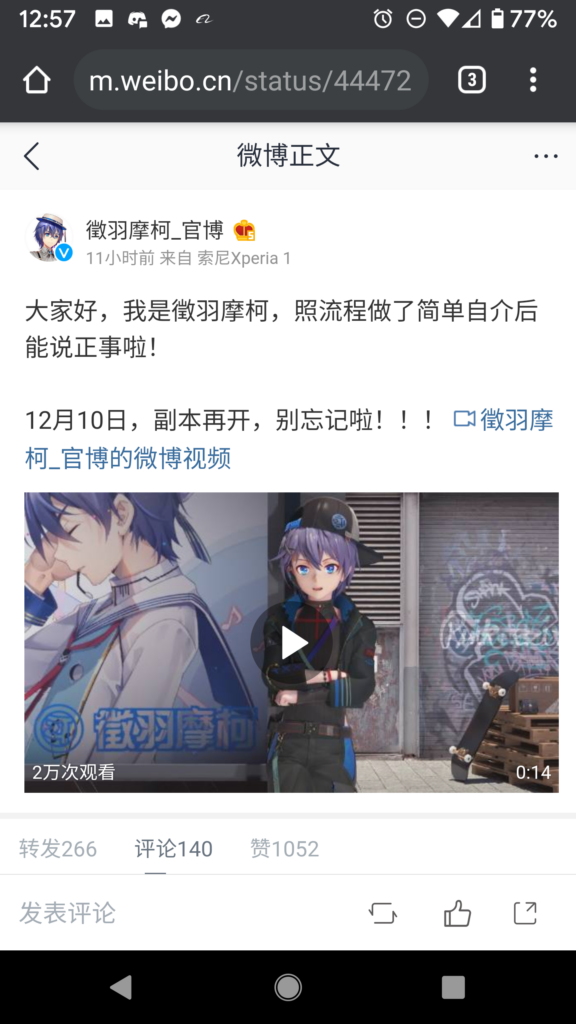 12:57
77%
m.weibo.cn/status/44472
3
微博正文
徵羽摩柯_官博
11小时前 来自 索尼Xperia 1
大家好，我是徵羽摩柯，照流程做了简单自介后
能说正事啦！
12月10日，副本再开，别忘记啦！！！ 徵羽摩
柯_官博的微博视频
徵羽摩柯
2万次观看
0:14
转发266 评论140 赞1052
发表评论